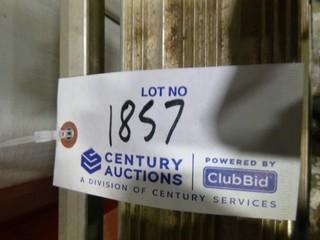 LOT NO
1857
CENTURY AUCTIONS
POWERED BY
ClubBid
A DIVISION OF CENTURY SERVICES